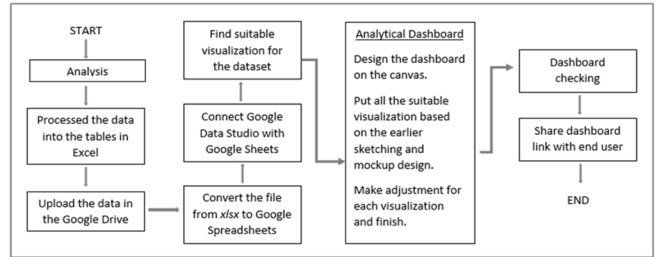 START
Analysis
Processed the data
into the tables in
Excel
Upload the data in
the Google Drive
Convert the file
from xlsx to Google
Spreadsheets
Connect Google
Data Studio with
Google Sheets
Find suitable
visualization for
the dataset
Analytical Dashboard
Design the dashboard
on the canvas.
Put all the suitable
visualization based
on the earlier
sketching and
mockup design.
Make adjustment for
each visualization
and finish.
Dashboard
checking
Share dashboard
link with end user
END